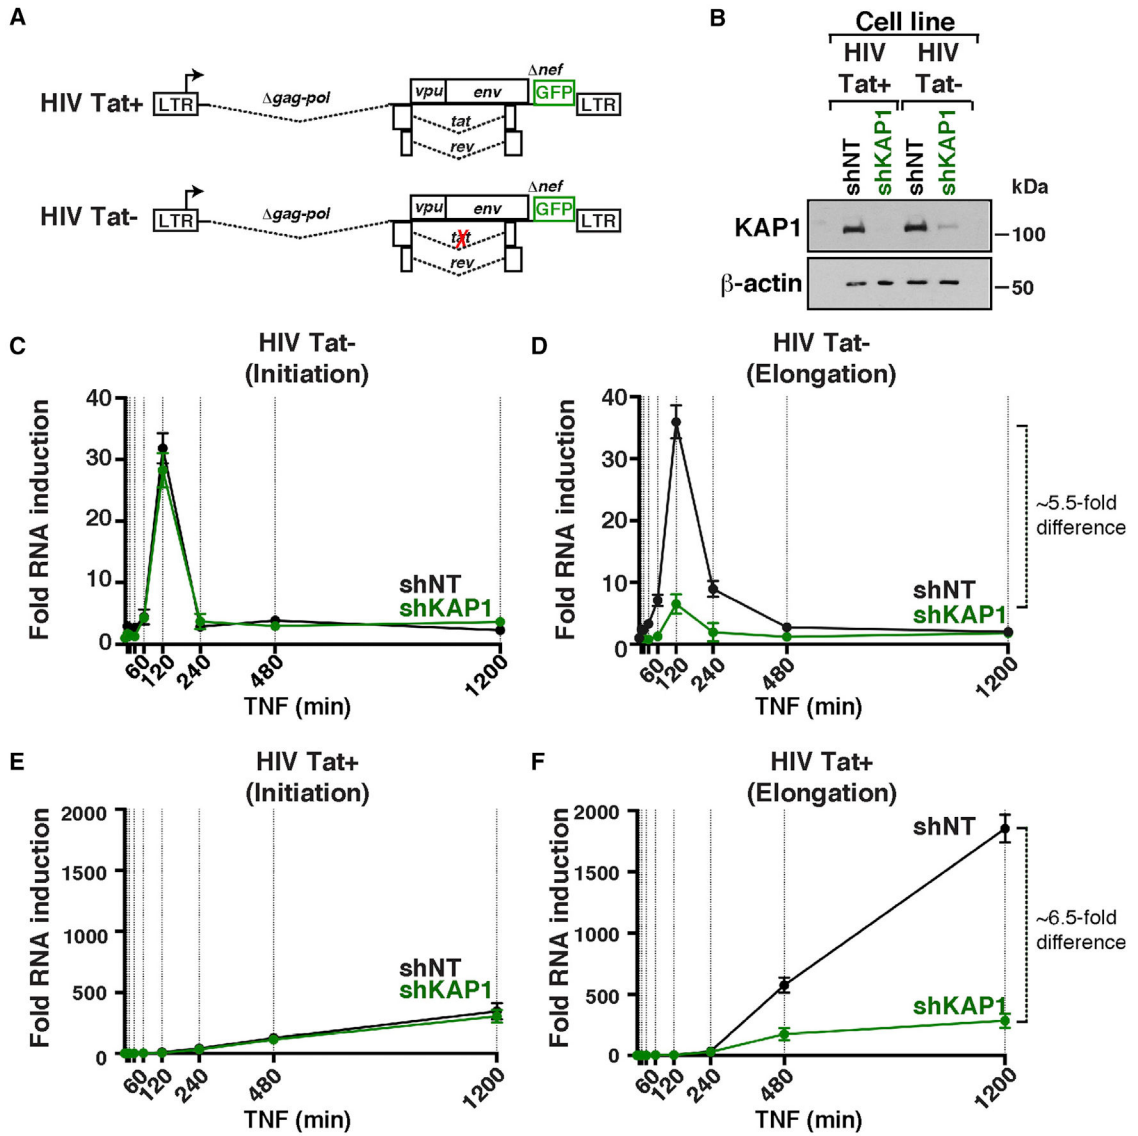 A
HIV Tat+
LTR
Δgag-pol
vpu
env
Δnef
GFP
LTR
tat
rev
HIV Tat-
LTR
Δgag-pol
vpu
env
Δnef
GFP
LTR
tat
rev
B
Cell line
HIV Tat+
HIV Tat-
shNT
shKAP1
shNT
shKAP1
kDa
KAP1
100
β-actin
50
C
HIV Tat-
(Initiation)
Fold RNA induction
40
30
20
10
0
shNT
shKAP1
60
120
240
480
1200
TNF (min)
D
HIV Tat-
(Elongation)
Fold RNA induction
40
30
20
10
0
shNT
shKAP1
~5.5-fold
difference
60
120
240
480
1200
TNF (min)
E
HIV Tat+
(Initiation)
Fold RNA induction
2000
1500
1000
500
0
shNT
shKAP1
60
120
240
480
1200
TNF (min)
F
HIV Tat+
(Elongation)
Fold RNA induction
2000
1500
1000
500
0
shNT
shKAP1
~6.5-fold
difference
60
120
240
480
1200
TNF (min)